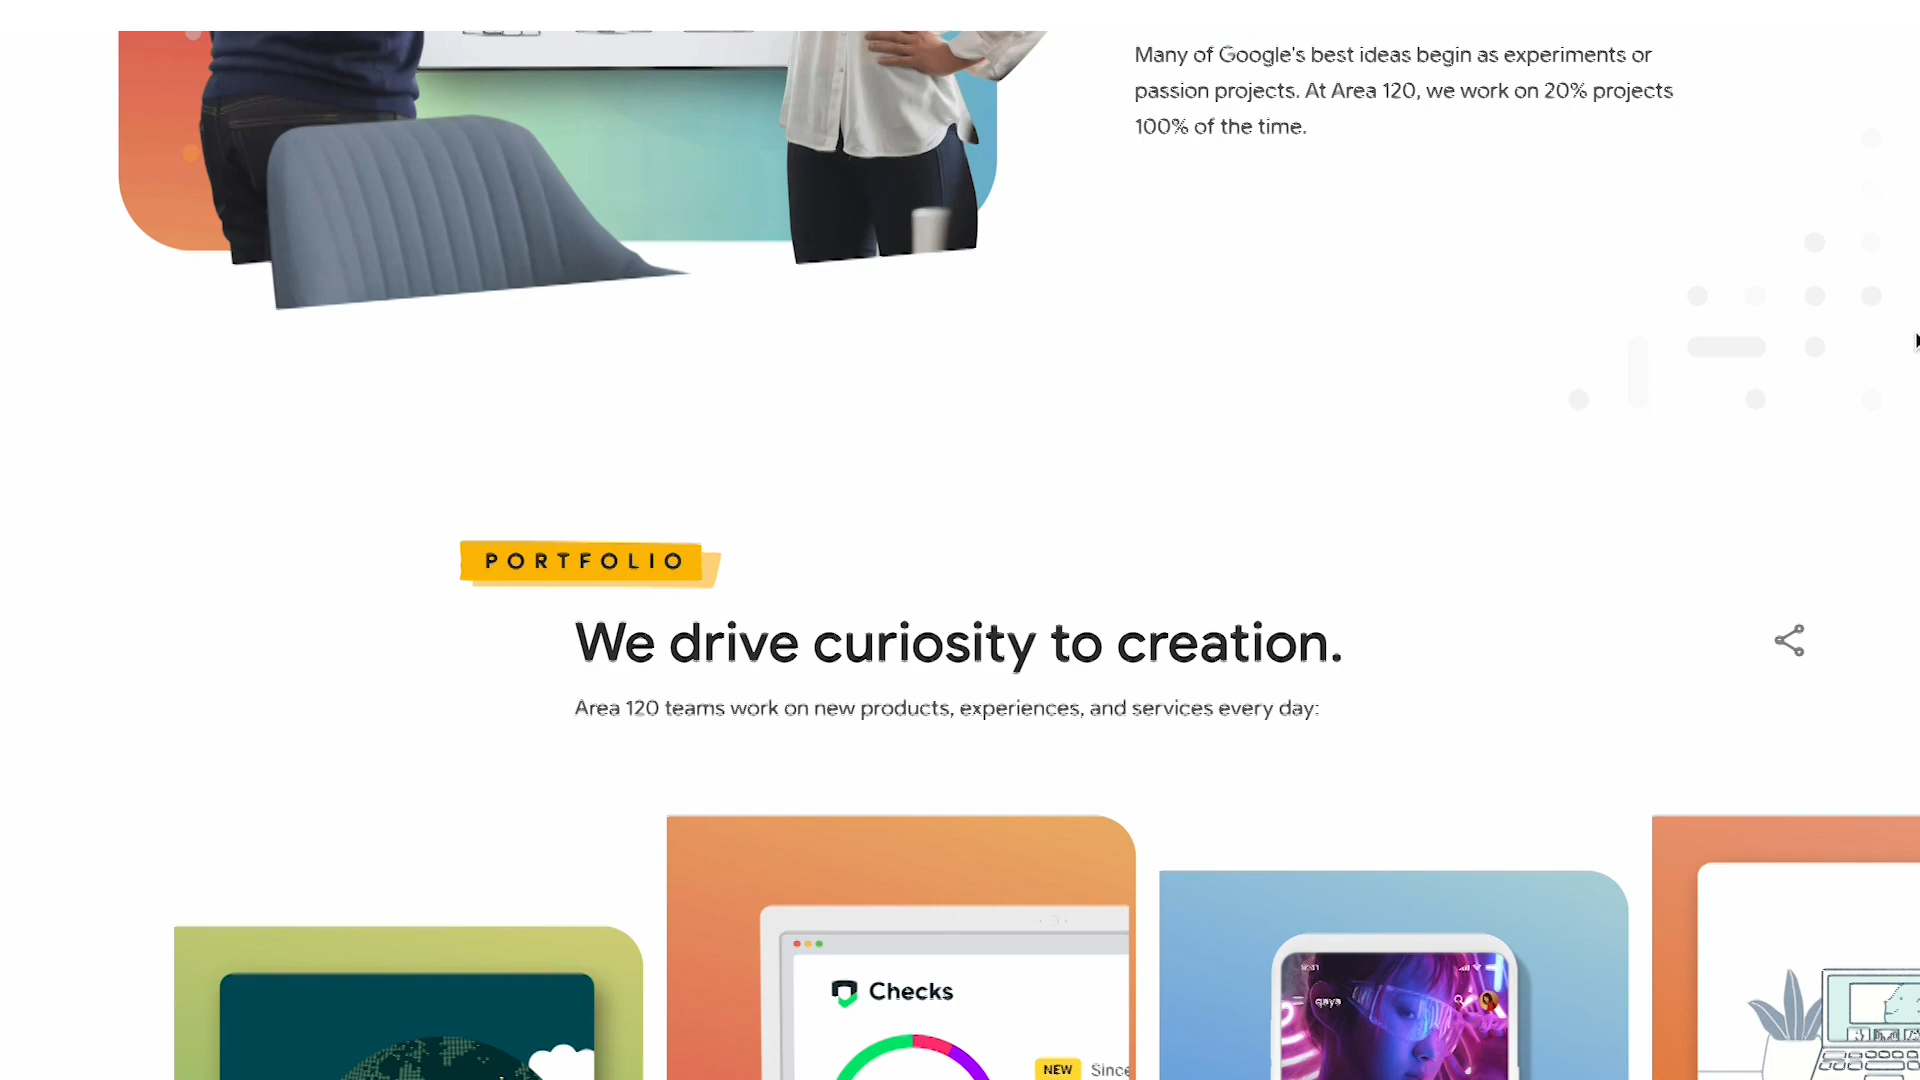 Many of Google's best ideas begin as experiments or
passion projects. At Area 120, we work on 20% projects
100% of the time.
PORTFOLIO
We drive curiosity to creation.
Area 120 teams work on new products, experiences, and services every day:
Checks
qaya
NEW Since